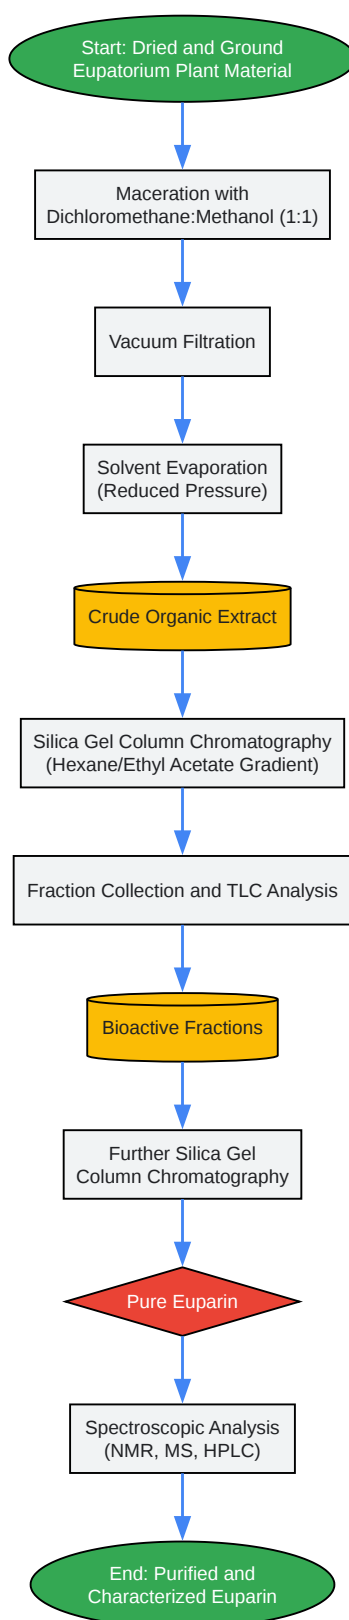 Start: Dried and Ground
Eupatorium Plant Material
Maceration with
Dichloromethane:Methanol (1:1)
Vacuum Filtration
Solvent Evaporation
(Reduced Pressure)
Crude Organic Extract
Silica Gel Column Chromatography
(Hexane/Ethyl Acetate Gradient)
Fraction Collection and TLC Analysis
Bioactive Fractions
Further Silica Gel
Column Chromatography
Pure Euparin
Spectroscopic Analysis
(NMR, MS, HPLC)
End: Purified and
Characterized Euparin